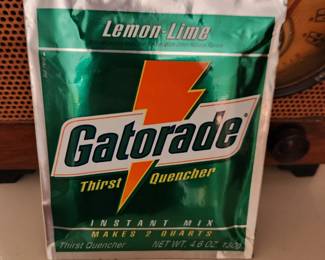 Lemon-Lime
Gatorade
Thirst Quencher
INSTANT MIX
MAKES 2 QUARTS
Thirst Quencher NET WT. 4.6 OZ